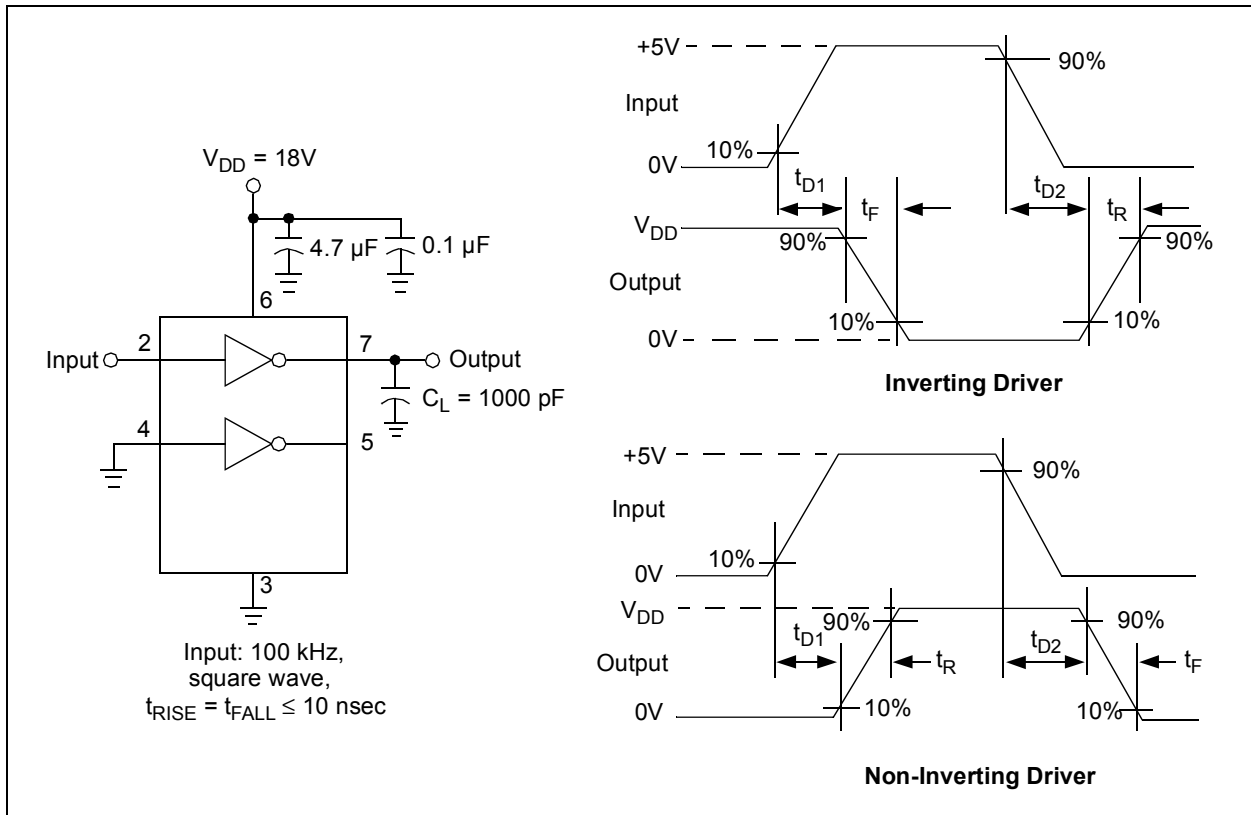 V_DD = 18V
4.7 µF
0.1 µF
6
Input
2
7
Output
C_L = 1000 pF
4
5
3
Input: 100 kHz,
square wave,
t_RISE = t_FALL ≤ 10 nsec
+5V
90%
Input
10%
0V
t_D1
t_F
t_D2
t_R
V_DD
90%
90%
Output
10%
10%
0V
Inverting Driver
+5V
90%
Input
10%
0V
V_DD
90%
90%
t_D1
t_R
t_D2
t_F
Output
10%
10%
0V
Non-Inverting Driver